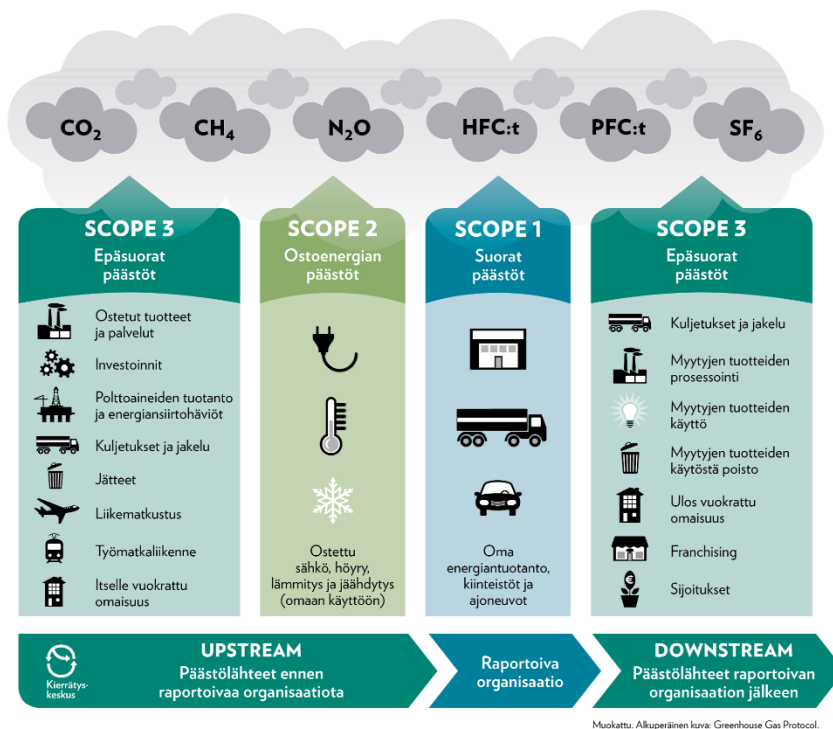 CO₂
CH₄
N₂O
HFC:t
PFC:t
SF₆
SCOPE 3
Epäsuorat
päästöt
Ostetut tuotteet
ja palvelut
Investoinnit
Polttoaineiden tuotanto
ja energiansiirtohäviöt
Kuljetukset ja jakelu
Jätteet
Liikematkustus
Työmatkaliikenne
Itselle vuokrattu
omaisuus
SCOPE 2
Ostoenergian
päästöt
Ostettu
sähkö, höyry,
lämmitys ja jäähdytys
(omaan käyttöön)
SCOPE 1
Suorat
päästöt
Oma
energiantuotanto,
kiinteistöt ja
ajoneuvot
SCOPE 3
Epäsuorat
päästöt
Kuljetukset ja jakelu
Myytyjen tuotteiden
prosessointi
Myytyjen tuotteiden
käyttö
Myytyjen tuotteiden
käytöstä poisto
Ulos vuokrattu
omaisuus
Franchising
€
Sijoitukset
Kierrätys-
keskus
UPSTREAM
Päästölähteet ennen
raportoivaa organisaatiota
Raportoiva
organisaatio
DOWNSTREAM
Päästölähteet raportoivan
organisaation jälkeen
Muokattu. Alkuperäinen kuva: Greenhouse Gas Protocol.